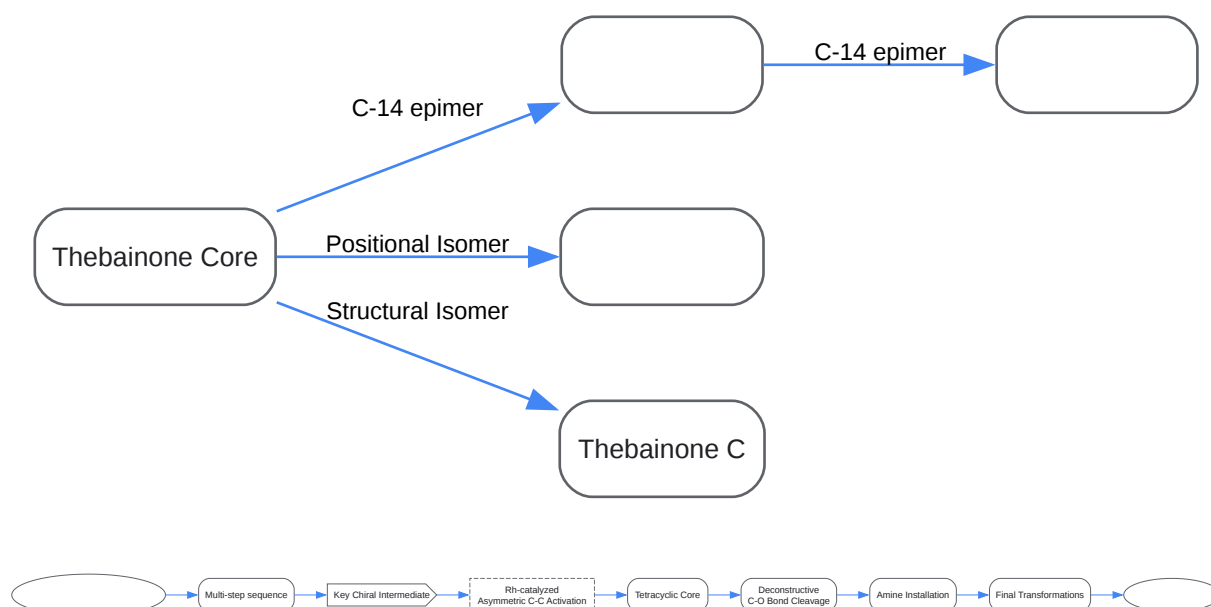 C-14 epimer
C-14 epimer
Thebainone Core
Positional Isomer
Structural Isomer
Thebainone C
Multi-step sequence
Key Chiral Intermediate
Rh-catalyzed
Asymmetric C-C Activation
Tetracyclic Core
Deconstructive
C-O Bond Cleavage
Amine Installation
Final Transformations